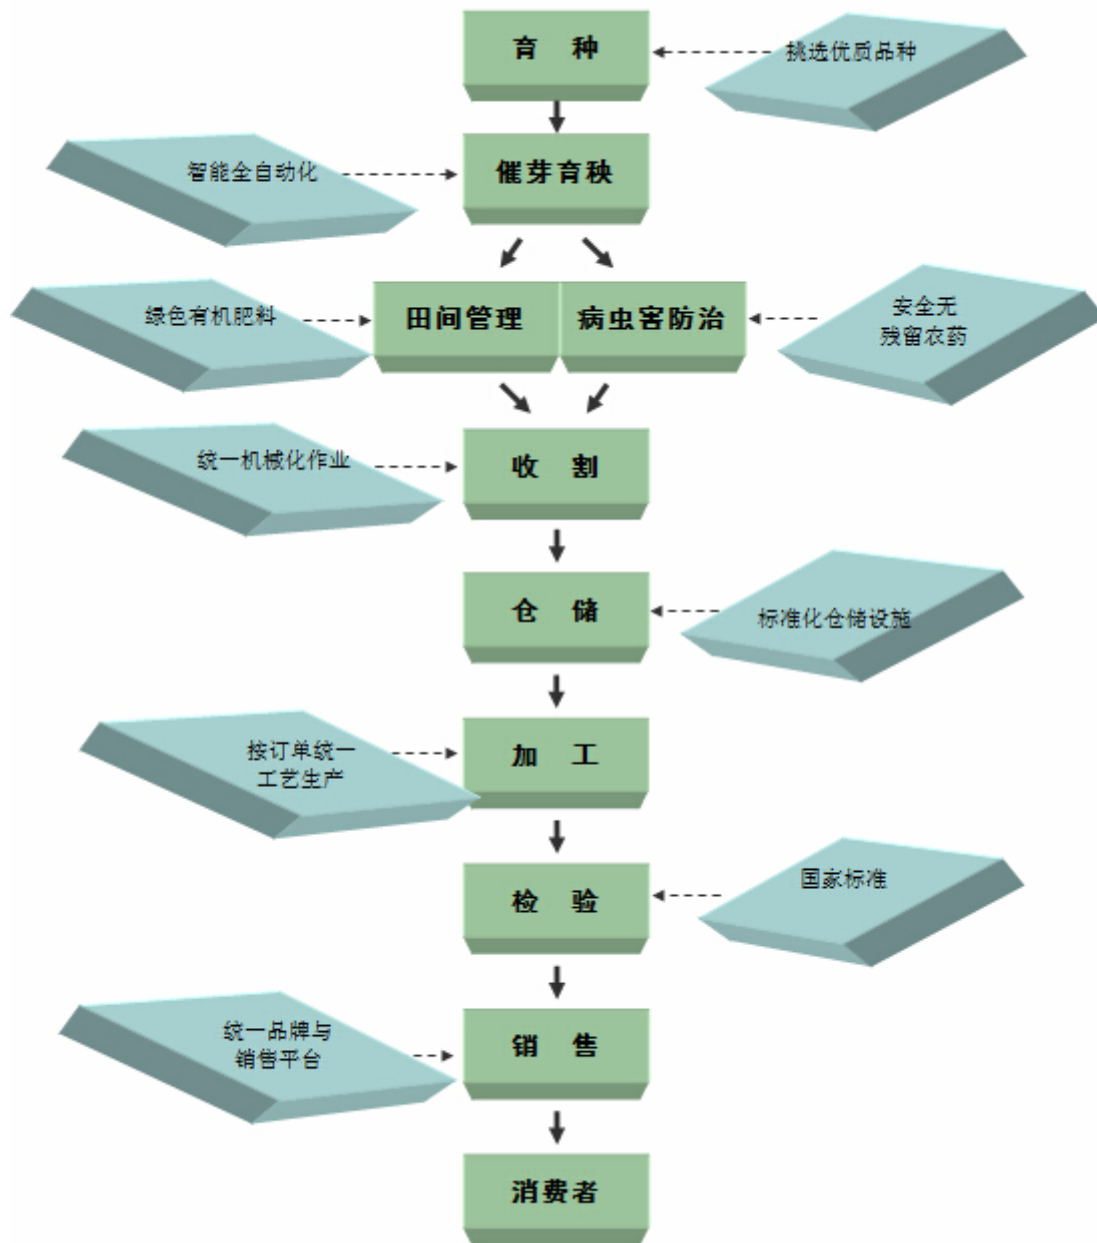 育 种
挑选优质品种
智能全自动化
催芽育秧
绿色有机肥料
田间管理
病虫害防治
安全无
残留农药
统一机械化作业
收 割
仓 储
标准化仓储设施
按订单统一
工艺生产
加 工
检 验
国家标准
统一品牌与
销售平台
销 售
消费者